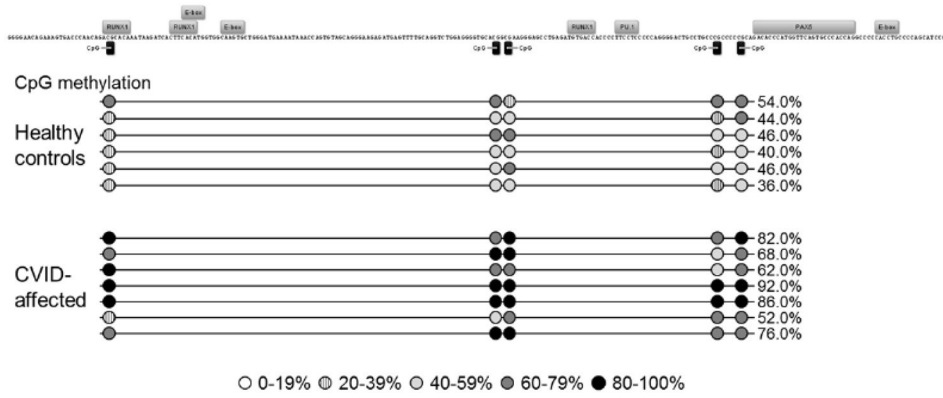 E-box
RUNX1 RUNX1 E-box RUNX1 PU.1 PAX5 E-box
CpG CpG CpG CpG CpG
CpG methylation
54.0%
44.0%
Healthy controls
46.0%
40.0%
46.0%
36.0%
82.0%
68.0%
CVID-affected
62.0%
92.0%
86.0%
52.0%
76.0%
0-19% 20-39% 40-59% 60-79% 80-100%